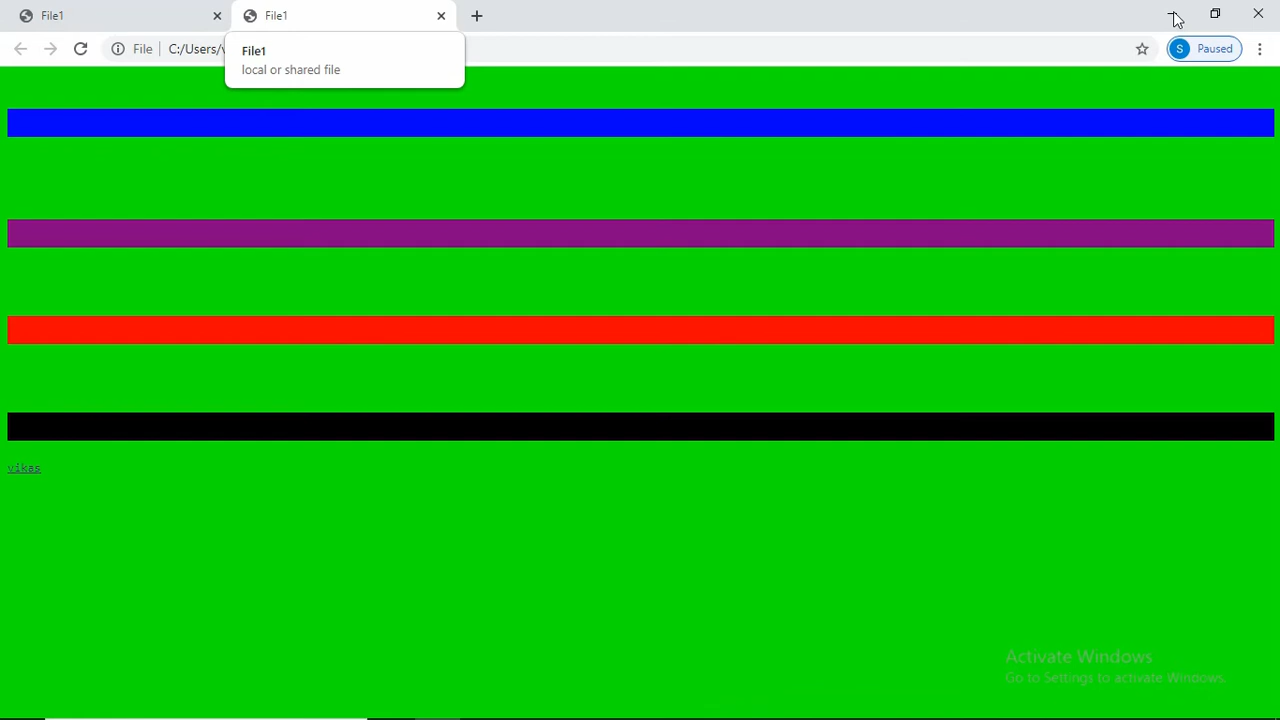 File1
File1
File C:/Users/
S Paused
File1
local or shared file
vikas
Activate Windows
Go to Settings to activate Windows.